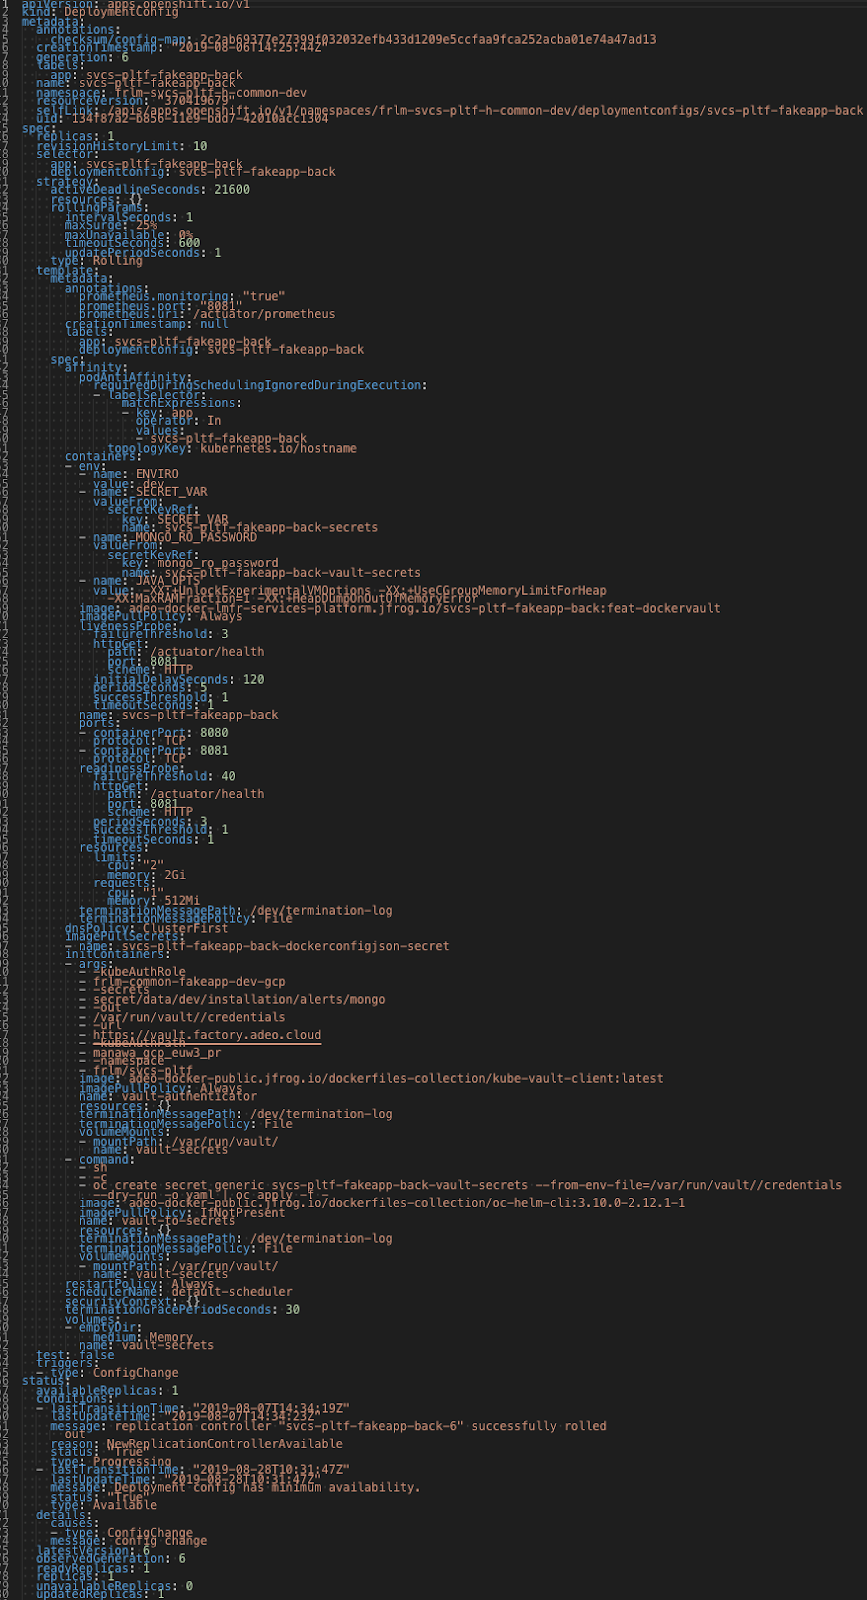 apiVersion: apps.openshift.io/v1
kind: DeploymentConfig
metadata:
  annotations:
    checksum/config-map: 2c2ab69377e27399f032032efb433d1209e5ccfaa9fca252acba01e74a47ad13
  creationTimestamp: "2019-08-06T14:25:44Z"
  generation: 6
  labels:
    app: svcs-pltf-fakeapp-back
  name: svcs-pltf-fakeapp-back
  namespace: frlm-svcs-pltf-h-common-dev
  resourceVersion: "370419679"
  selfLink: /apis/apps.openshift.io/v1/namespaces/frlm-svcs-pltf-h-common-dev/deploymentconfigs/svcs-pltf-fakeapp-back
  uid:
spec:
  replicas: 1
  revisionHistoryLimit: 10
  selector:
    app: svcs-pltf-fakeapp-back
    deploymentconfig: svcs-pltf-fakeapp-back
  strategy:
    activeDeadlineSeconds: 21600
    resources: {}
    rollingParams:
      intervalSeconds: 1
      maxSurge: 25%
      maxUnavailable: 0%
      timeoutSeconds: 600
      updatePeriodSeconds: 1
    type: Rolling
  template:
    metadata:
      annotations:
        prometheus.monitoring: "true"
        prometheus.port: "8081"
        prometheus.uri: /actuator/prometheus
      creationTimestamp: null
      labels:
        app: svcs-pltf-fakeapp-back
        deploymentconfig: svcs-pltf-fakeapp-back
    spec:
      affinity:
        podAntiAffinity:
          requiredDuringSchedulingIgnoredDuringExecution:
          - labelSelector:
              matchExpressions:
              - key: app
                operator: In
                values:
                - svcs-pltf-fakeapp-back
            topologyKey: kubernetes.io/hostname
      containers:
      - env:
        - name: ENVIRO
          value: dev
        - name: SECRET_VAR
          valueFrom:
            secretKeyRef:
              key: SECRET_VAR
              name: svcs-pltf-fakeapp-back-secrets
        - name: MONGO_RO_PASSWORD
          valueFrom:
            secretKeyRef:
              key: mongo_ro_password
              name: svcs-pltf-fakeapp-back-vault-secrets
        - name: JAVA_OPTS
          value: -XX:+UnlockExperimentalVMOptions -XX:+UseCGroupMemoryLimitForHeap
            -XX:MaxRAMFraction=1 -XX:+HeapDumpOnOutOfMemoryError
        image: adeo-docker-lmfr-services-platform.jfrog.io/svcs-pltf-fakeapp-back:feat-dockervault
        imagePullPolicy: Always
        livenessProbe:
          failureThreshold: 3
          httpGet:
            path: /actuator/health
            port: 8081
            scheme: HTTP
          initialDelaySeconds: 120
          periodSeconds: 5
          successThreshold: 1
          timeoutSeconds: 1
        name: svcs-pltf-fakeapp-back
        ports:
        - containerPort: 8080
          protocol: TCP
        - containerPort: 8081
          protocol: TCP
        readinessProbe:
          failureThreshold: 40
          httpGet:
            path: /actuator/health
            port: 8081
            scheme: HTTP
          periodSeconds: 3
          successThreshold: 1
          timeoutSeconds: 1
        resources:
          limits:
            cpu: "2"
            memory: 2Gi
          requests:
            cpu: "1"
            memory: 512Mi
        terminationMessagePath: /dev/termination-log
        terminationMessagePolicy: File
      dnsPolicy: ClusterFirst
      imagePullSecrets:
      - name: svcs-pltf-fakeapp-back-dockerconfigjson-secret
      initContainers:
      - args:
        - -kubeAuthRole
        - frlm-common-fakeapp-dev-gcp
        - -secrets
        - secret/data/dev/installation/alerts/mongo
        - -out
        - /var/run/vault//credentials
        - -url
        - https://vault.factory.adeo.cloud
        - -kubeAuthPath
        - manawa_gcp_euw3_pr
        - -namespace
        - frlm/svcs-pltf
        image: adeo-docker-public.jfrog.io/dockerfiles-collection/kube-vault-client:latest
        imagePullPolicy: Always
        name: vault-authenticator
        resources: {}
        terminationMessagePath: /dev/termination-log
        terminationMessagePolicy: File
        volumeMounts:
        - mountPath: /var/run/vault/
          name: vault-secrets
      - command:
        - sh
        - -c
        - oc create secret generic svcs-pltf-fakeapp-back-vault-secrets --from-env-file=/var/run/vault//credentials
          --dry-run -o yaml | oc apply -f -
        image: adeo-docker-public.jfrog.io/dockerfiles-collection/oc-helm-cli:3.10.0-2.12.1-1
        imagePullPolicy: IfNotPresent
        name: vault-to-secrets
        resources: {}
        terminationMessagePath: /dev/termination-log
        terminationMessagePolicy: File
        volumeMounts:
        - mountPath: /var/run/vault/
          name: vault-secrets
      restartPolicy: Always
      schedulerName: default-scheduler
      securityContext: {}
      terminationGracePeriodSeconds: 30
      volumes:
      - emptyDir:
          medium: Memory
        name: vault-secrets
  test: false
  triggers:
  - type: ConfigChange
status:
  availableReplicas: 1
  conditions:
  - lastTransitionTime: "2019-08-07T14:34:19Z"
    lastUpdateTime: "2019-08-07T14:34:23Z"
    message: replication controller "svcs-pltf-fakeapp-back-6" successfully rolled
      out
    reason: NewReplicationControllerAvailable
    status: "True"
    type: Progressing
  - lastTransitionTime: "2019-08-28T10:31:47Z"
    lastUpdateTime: "2019-08-28T10:31:47Z"
    message: Deployment config has minimum availability.
    status: "True"
    type: Available
  details:
    causes:
    - type: ConfigChange
    message: config change
  latestVersion: 6
  observedGeneration: 6
  readyReplicas: 1
  replicas: 1
  unavailableReplicas: 0
  updatedReplicas: 1